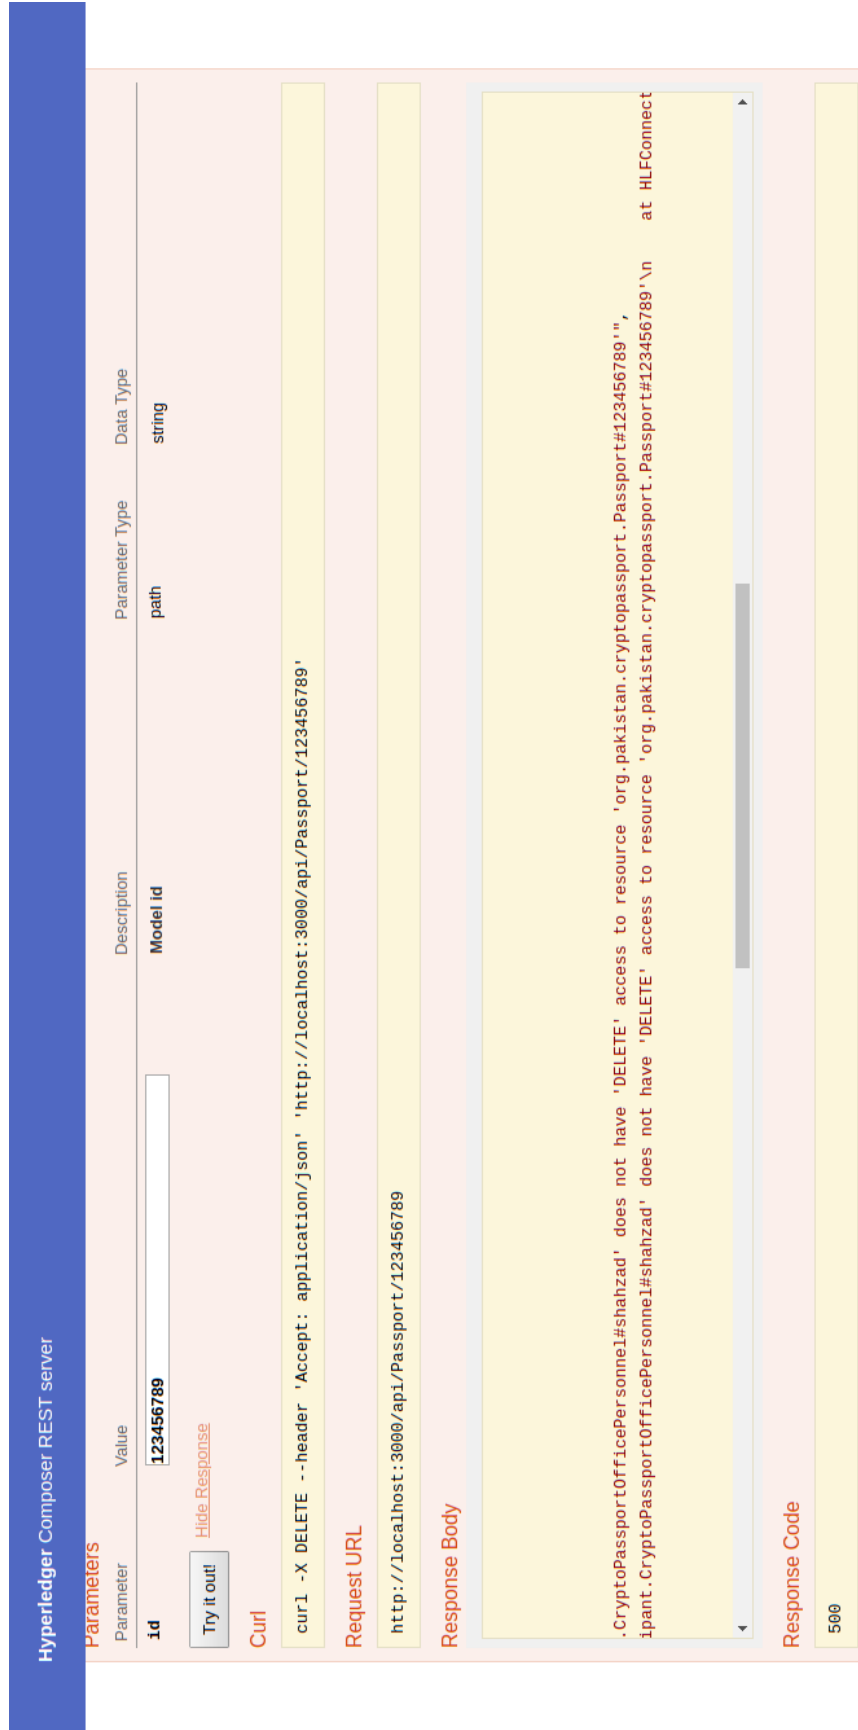 Hyperledger Composer REST server
Parameters
Parameter Value Description Parameter Type Data Type
id 123456789 Model id path string
Try it out! Hide Response
Curl
curl -X DELETE --header 'Accept: application/json' 'http://localhost:3000/api/Passport/123456789'
Request URL
http://localhost:3000/api/Passport/123456789
Response Body
.CryptoPassportOfficePersonnel#shahzad' does not have 'DELETE' access to resource 'org.pakistan.cryptopassport.Passport#123456789'",
ipant.CryptoPassportOfficePersonnel#shahzad' does not have 'DELETE' access to resource 'org.pakistan.cryptopassport.Passport#123456789'\n    at HLFConnect
Response Code
500